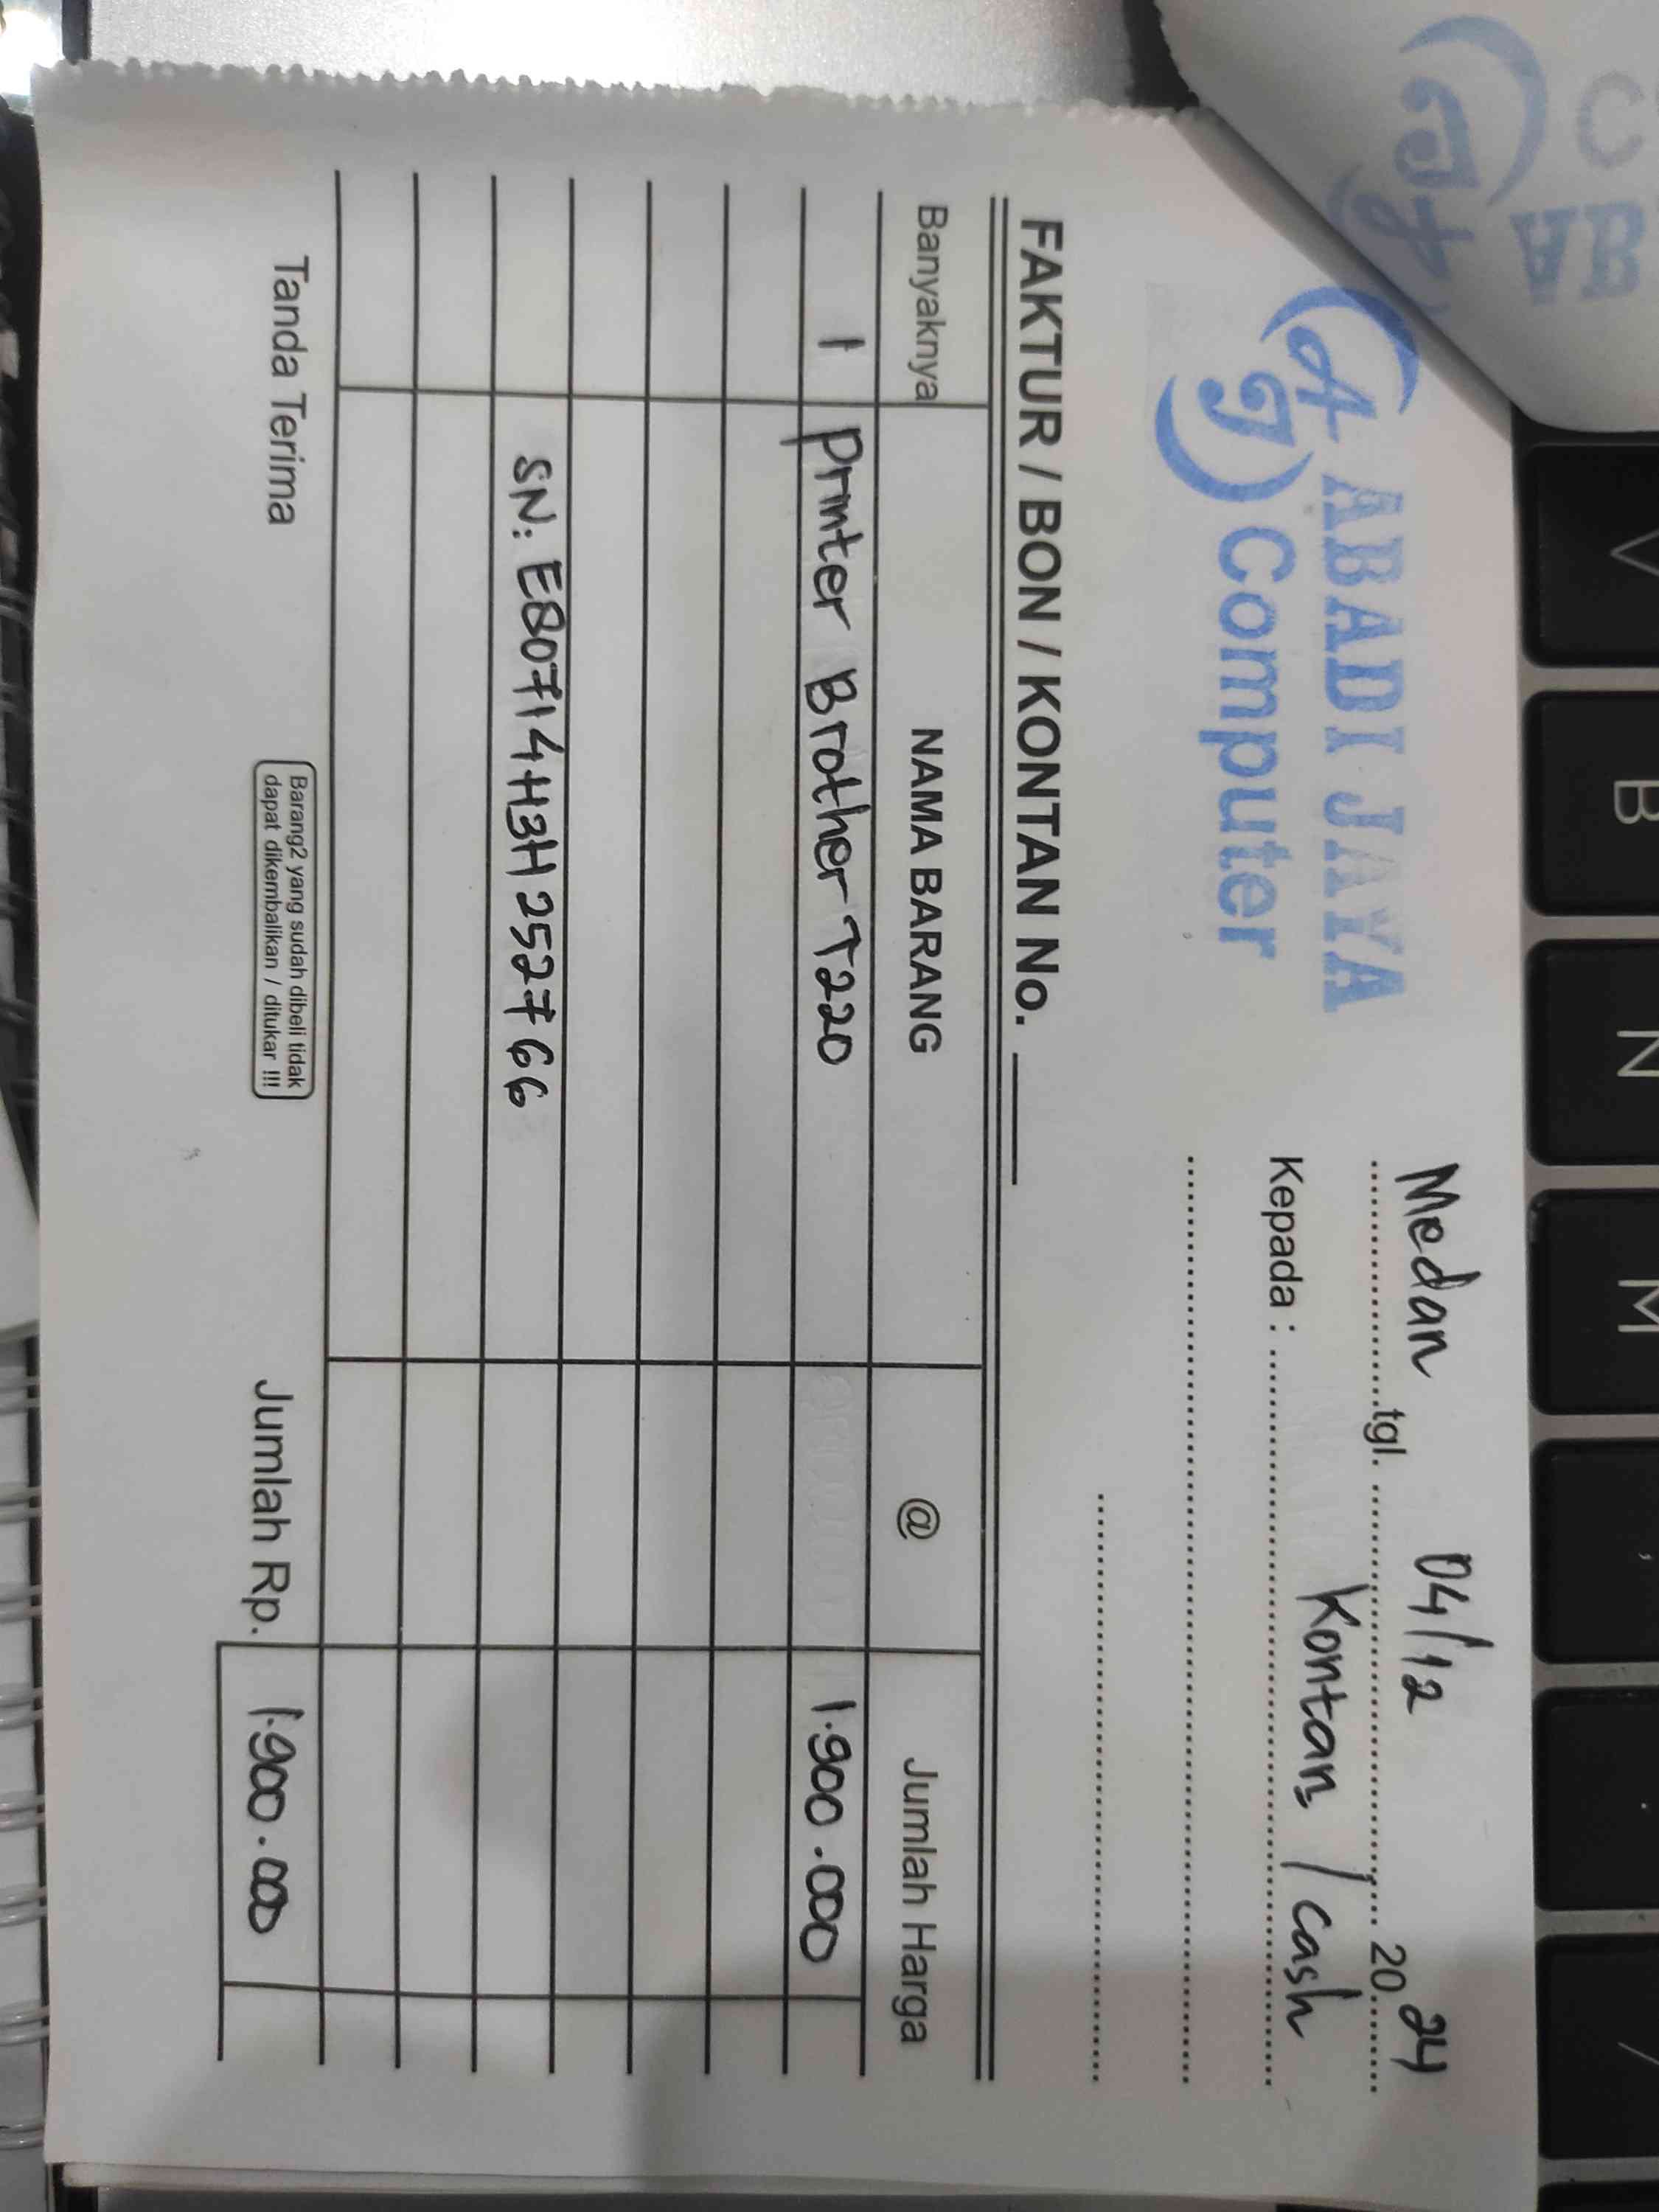 ABADI JAYA
AJ Computer
Medan tgl. 04/12 2024
Kepada : Kontan / cash
FAKTUR / BON / KONTAN No.
Banyaknya NAMA BARANG @ Jumlah Harga
1 Printer Brother T220 1.900.000
SN: E80714H3H252766
Tanda Terima
Barang2 yang sudah dibeli tidak
dapat dikembalikan / ditukar !!!
Jumlah Rp. 1.900.000
V
B
N
M
,
.
/